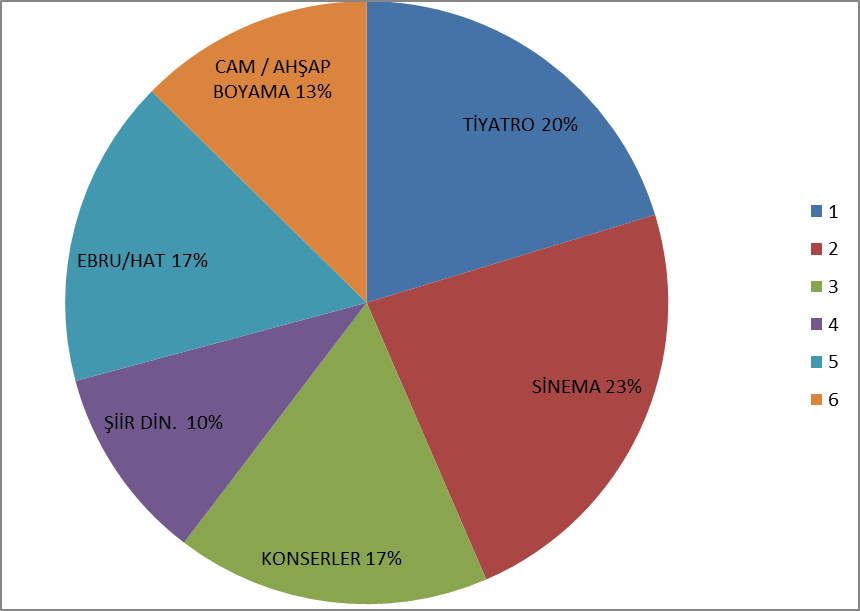 CAM / AHŞAP
BOYAMA 13%
TİYATRO 20%
EBRU/HAT 17%
SİNEMA 23%
ŞİİR DİN.  10%
KONSERLER 17%
1
2
3
4
5
6